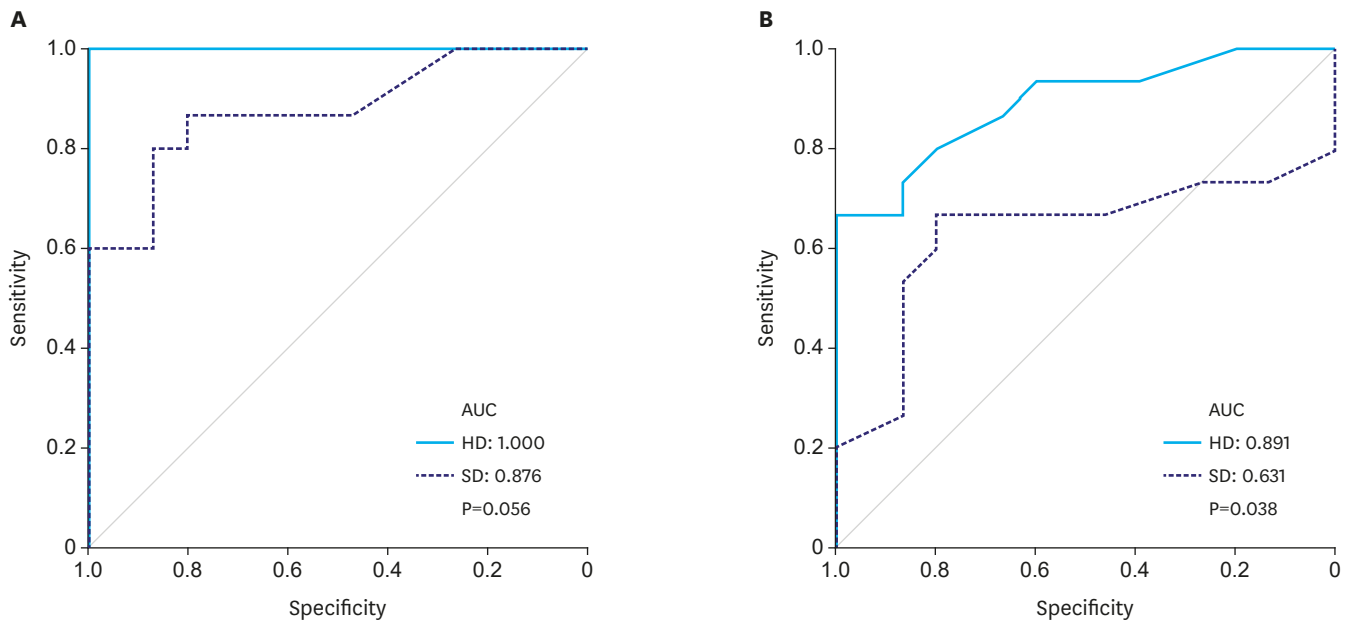 A
1.0
0.8
0.6
0.4
0.2
0
Sensitivity
1.0 0.8 0.6 0.4 0.2 0
Specificity
AUC
HD: 1.000
SD: 0.876
P=0.056
B
1.0
0.8
0.6
0.4
0.2
0
Sensitivity
1.0 0.8 0.6 0.4 0.2 0
Specificity
AUC
HD: 0.891
SD: 0.631
P=0.038